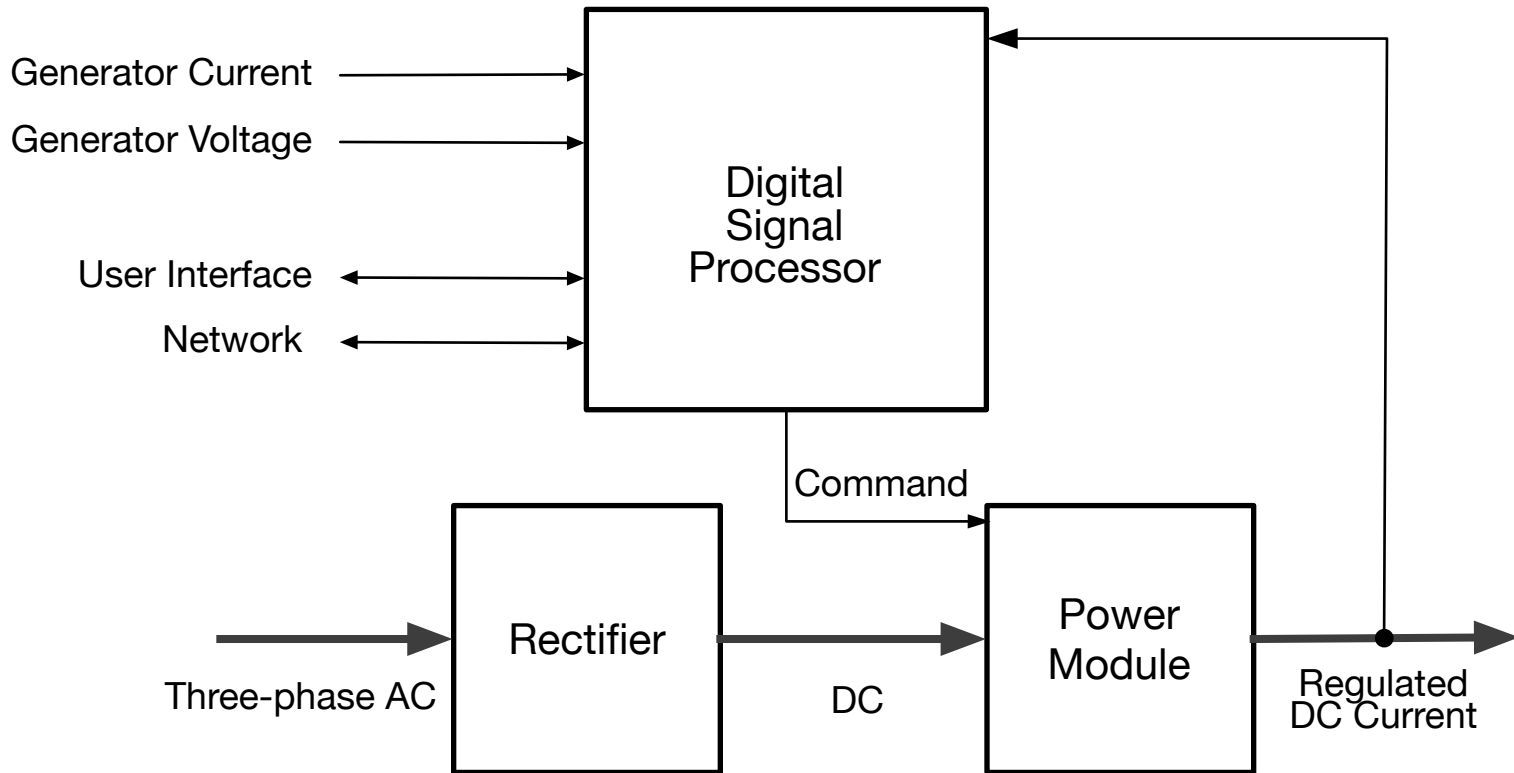 Generator Current
Generator Voltage
Digital
Signal
Processor
User Interface
Network
Command
Rectifier
Power
Module
Three-phase AC
DC
Regulated
DC Current